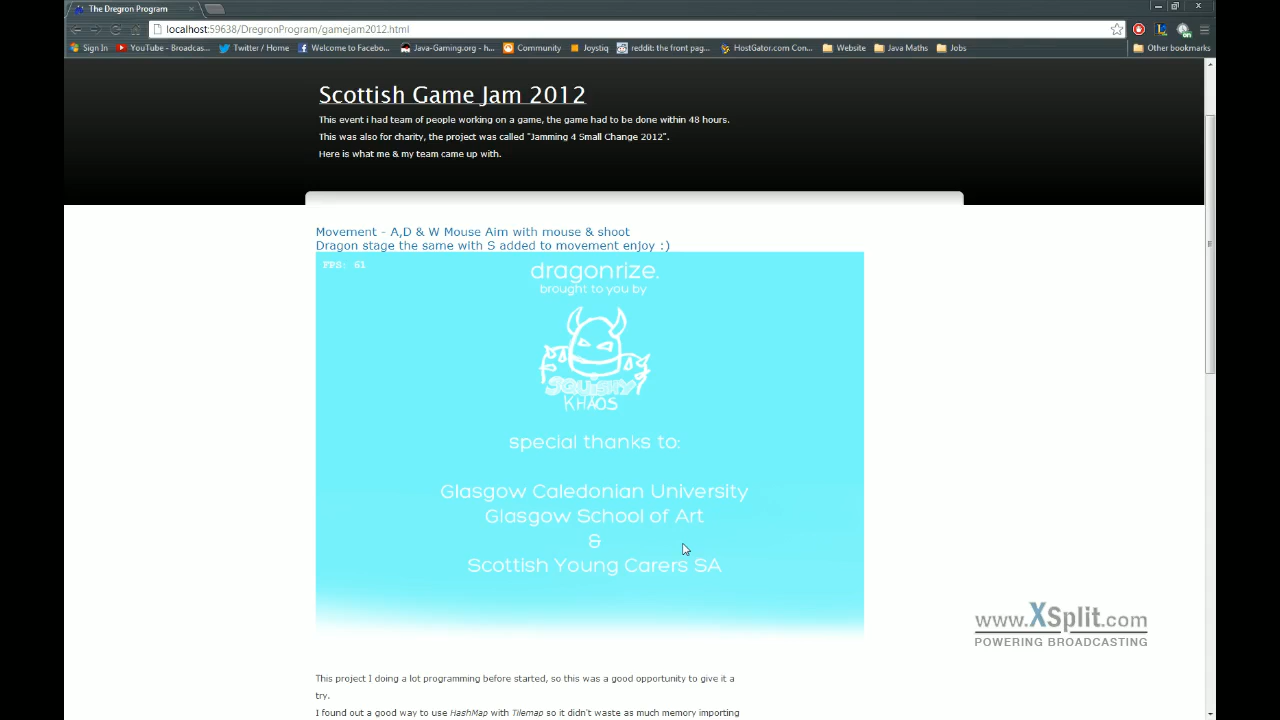 The Dregron Program
localhost:59638/DregronProgram/gamejam2012.html
Sign In YouTube - Broadcas... Twitter / Home Welcome to Facebo... Java-Gaming.org - h... Community Joystiq reddit: the front pag... HostGator.com Con... Website Java Maths Jobs Other bookmarks
Scottish Game Jam 2012
This event i had team of people working on a game, the game had to be done within 48 hours.
This was also for charity, the project was called "Jamming 4 Small Change 2012".
Here is what me & my team came up with.
Movement - A,D & W Mouse Aim with mouse & shoot
Dragon stage the same with S added to movement enjoy :)
FPS: 61
dragonrize.
brought to you by
SQUISHY
KHAOS
special thanks to:
Glasgow Caledonian University
Glasgow School of Art
&
Scottish Young Carers SA
www.XSplit.com
POWERING BROADCASTING
This project I doing a lot programming before started, so this was a good opportunity to give it a
try.
I found out a good way to use HashMap with Tilemap so it didn't waste as much memory importing